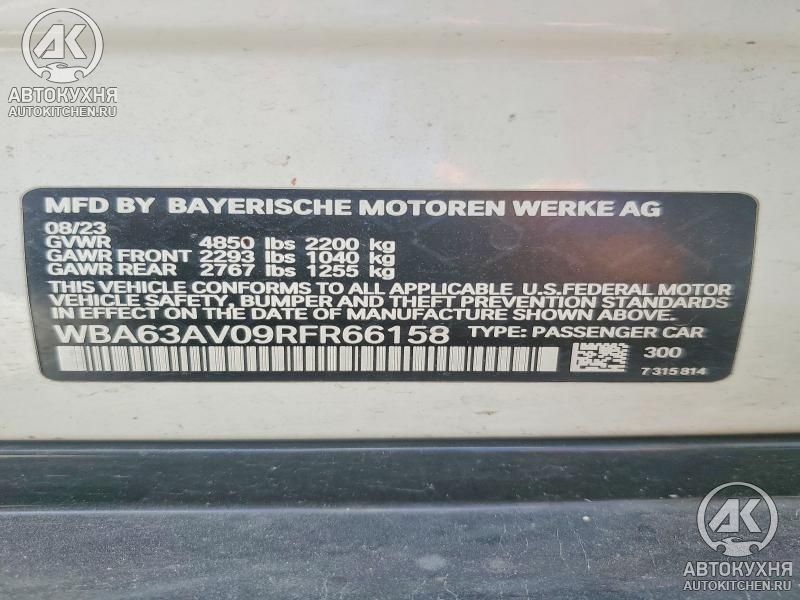 АК
АВТОКУХНЯ
AUTOKITCHEN.RU
MFD BY BAYERISCHE MOTOREN WERKE AG
08/23
GVWR 4850 lbs 2200 kg
GAWR FRONT 2293 lbs 1040 kg
GAWR REAR 2767 lbs 1255 kg
THIS VEHICLE CONFORMS TO ALL APPLICABLE U.S.FEDERAL MOTOR
VEHICLE SAFETY, BUMPER, AND THEFT PREVENTION STANDARDS
IN EFFECT ON THE DATE OF MANUFACTURE SHOWN ABOVE.
WBA63AV09RFR66158 TYPE: PASSENGER CAR
300
7 315 814
АК
АВТОКУХНЯ
AUTOKITCHEN.RU